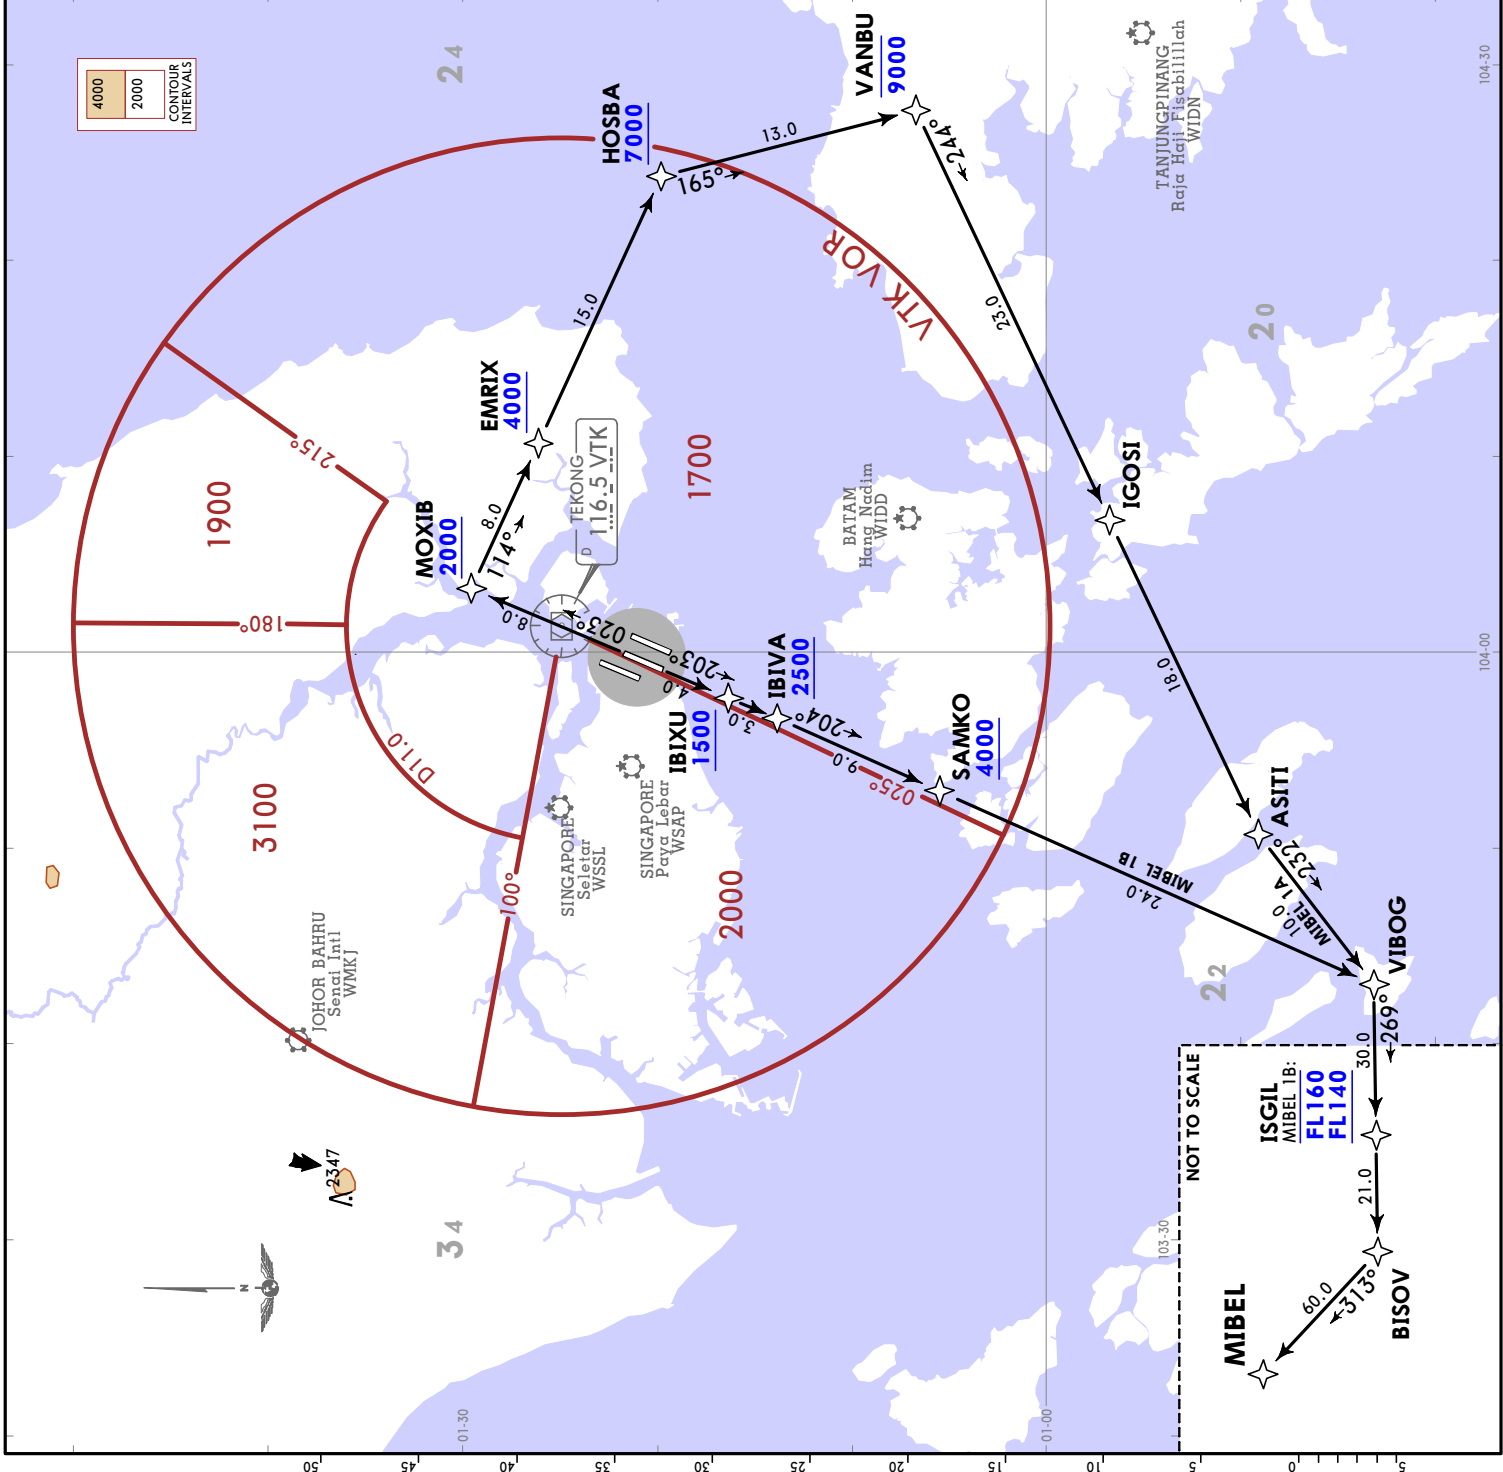 4000
2000
CONTOUR
INTERVALS
24
HOSBA
7000
VANBU
9000
TANJUNGPINANG
Raja Haji Fisabilillah
WIDN
104-30
13.0
165°
244°
VTK VOR
15.0
23.0
20
EMRIX
4000
215°
1900
MOXIB
2000
8.0
114°
TEKONG
D
116.5 VTK
1700
BATAM
Hang Nadim
WIDD
IGOSI
180°
8.0
023°
104-00
203°
4.0
IBIXU
1500
3.0
IBIVA
2500
204°
9.0
025°
SAMKO
4000
18.0
D11.0
3100
100°
SINGAPORE
Seletar
WSSL
SINGAPORE
Paya Lebar
WSAP
2000
ASITI
232°
10.0
MIBEL 1A
MIBEL 1B
24.0
VIBOG
22
JOHOR BAHRU
Senai Intl
WMKJ
2347
34
N
269°
30.0
NOT TO SCALE
ISGIL
MIBEL 1B:
FL160
FL140
21.0
103-30
BISOV
313°
60.0
MIBEL
01-30
01-00
50
45
40
35
30
25
20
15
10
5
0
5